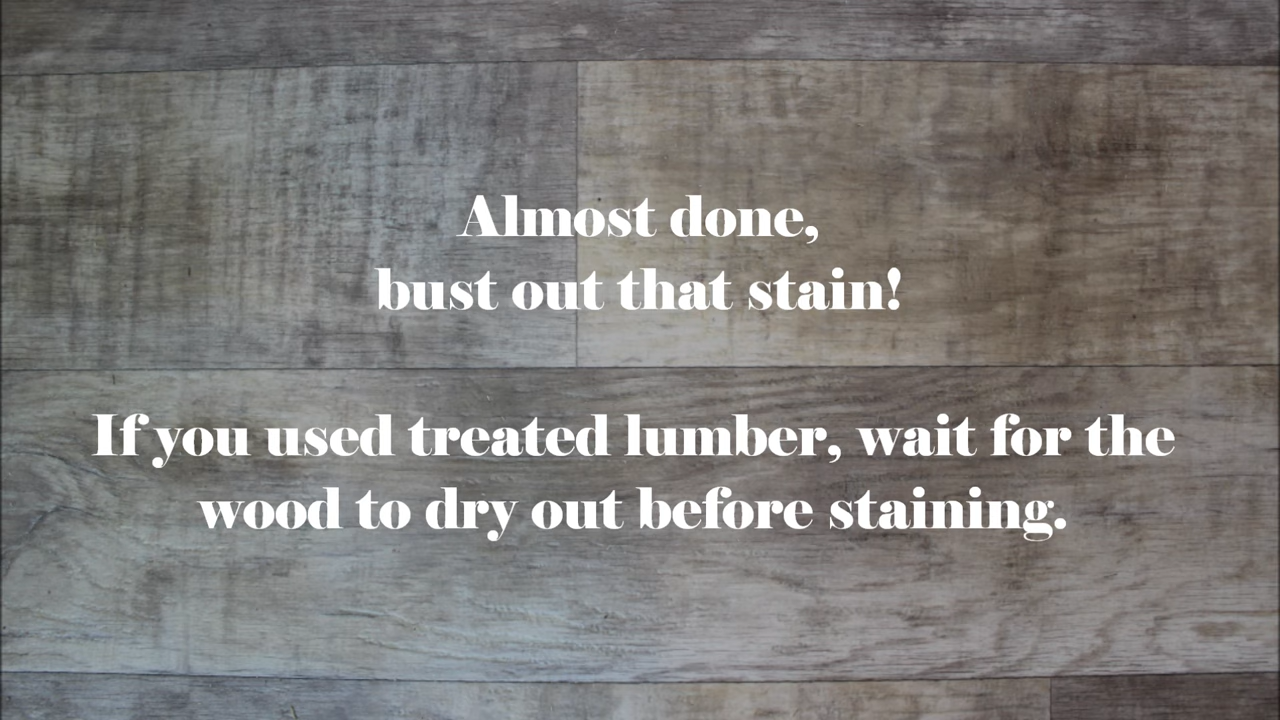 Almost done,
bust out that stain!
If you used treated lumber, wait for the
wood to dry out before staining.